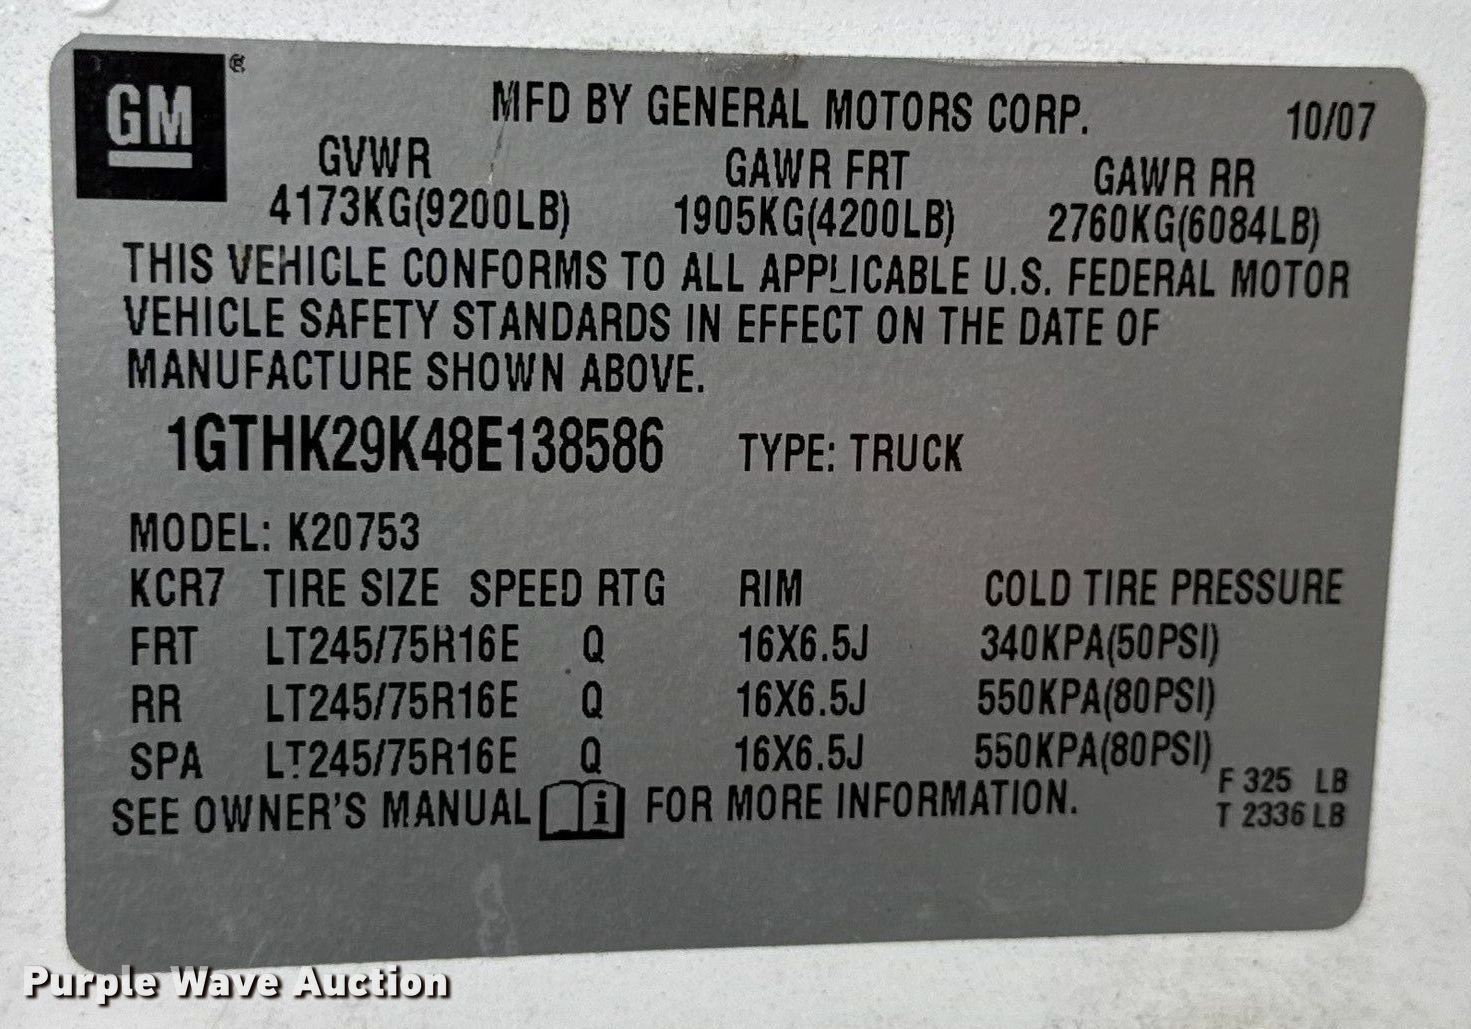 GM ®
MFD BY GENERAL MOTORS CORP. 10/07
GVWR GAWR FRT GAWR RR
4173KG(9200LB) 1905KG(4200LB) 2760KG(6084LB)
THIS VEHICLE CONFORMS TO ALL APPLICABLE U.S. FEDERAL MOTOR
VEHICLE SAFETY STANDARDS IN EFFECT ON THE DATE OF
MANUFACTURE SHOWN ABOVE.
1GTHK29K48E138586 TYPE: TRUCK
MODEL: K20753
KCR7 TIRE SIZE SPEED RTG RIM COLD TIRE PRESSURE
FRT LT245/75R16E Q 16X6.5J 340KPA(50PSI)
RR LT245/75R16E Q 16X6.5J 550KPA(80PSI)
SPA LT245/75R16E Q 16X6.5J 550KPA(80PSI)
F 325 LB
SEE OWNER'S MANUAL i FOR MORE INFORMATION. T 2336 LB
Purple Wave Auction